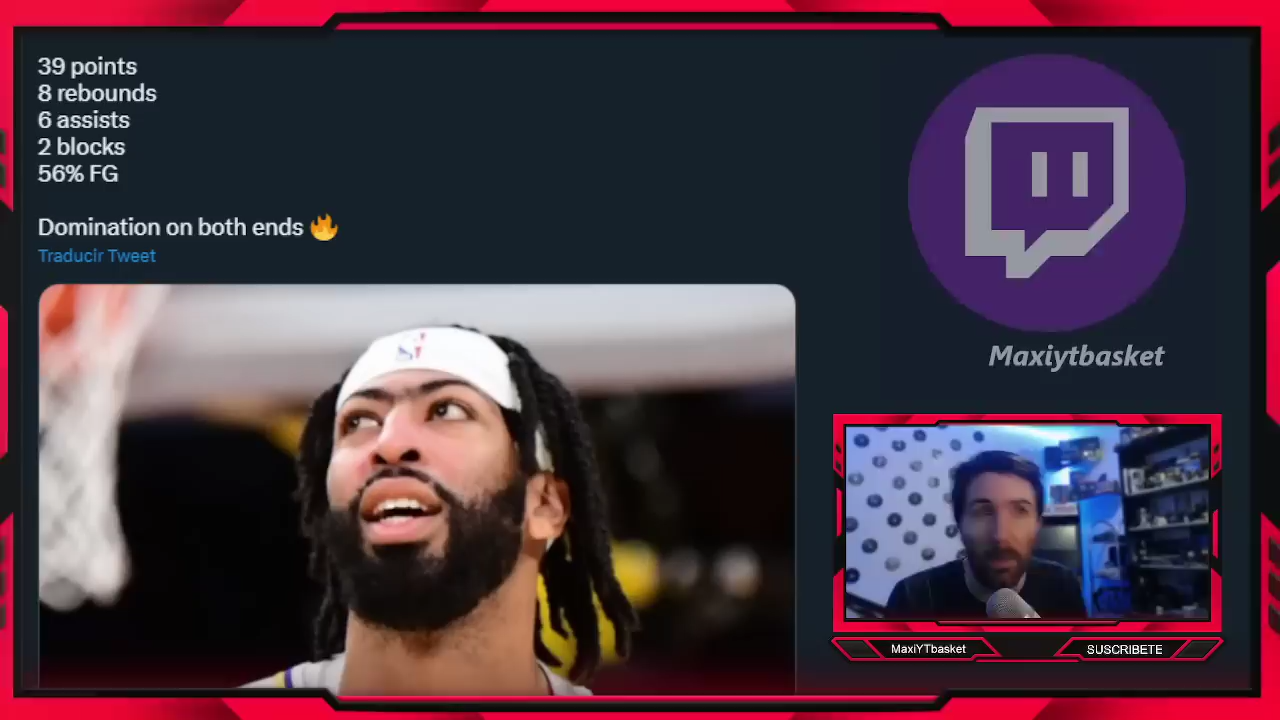 39 points
8 rebounds
6 assists
2 blocks
56% FG
Domination on both ends 🔥
Traducir Tweet
Maxiytbasket
MaxiYTbasket
SUSCRIBETE